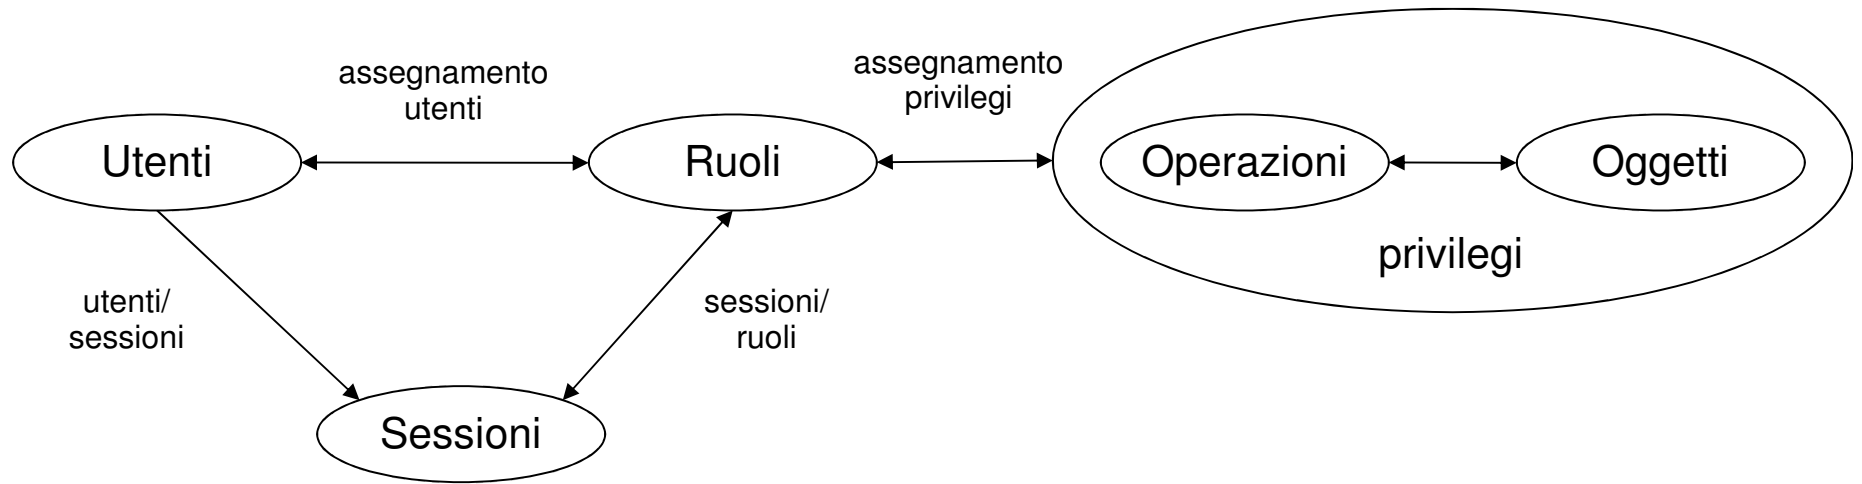 assegnamento
utenti
assegnamento
privilegi
Utenti
Ruoli
Operazioni
Oggetti
privilegi
utenti/
sessioni
sessioni/
ruoli
Sessioni